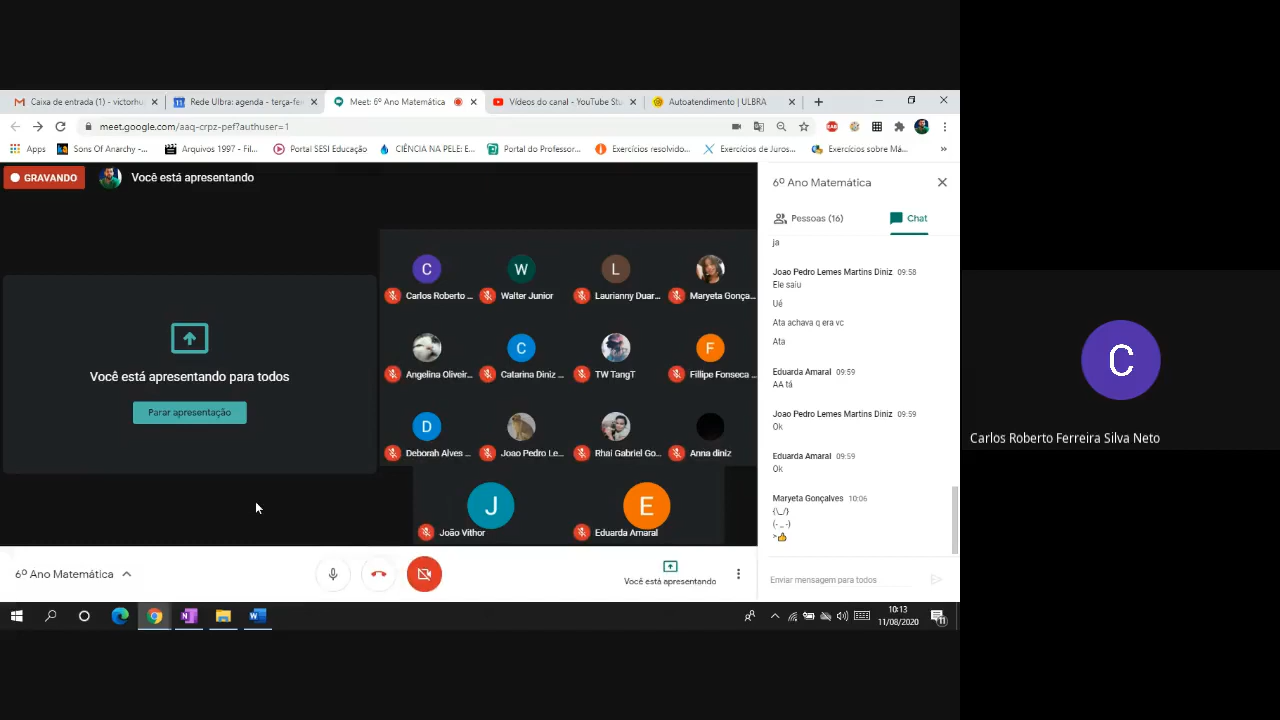 Caixa de entrada (1) - victorhu
Rede Ulbra: agenda - terça-fei
Meet: 6º Ano Matemática
Vídeos do canal - YouTube Stu
Autoatendimento | ULBRA
meet.google.com/aaq-crpz-pef?authuser=1
Apps
Sons Of Anarchy -...
Arquivos 1997 - Fil...
Portal SESI Educação
CIÊNCIA NA PELE: E...
Portal do Professor...
Exercícios resolvido...
Exercícios de Juros...
Exercícios sobre Má...
»
GRAVANDO
Você está apresentando
Você está apresentando para todos
Parar apresentação
C
Carlos Roberto ...
W
Walter Junior
L
Laurianny Duar...
Maryeta Gonça...
Angelina Oliveir...
C
Catarina Diniz ...
TW TangT
F
Fillipe Fonseca ...
D
Deborah Alves ...
Joao Pedro Le...
Rhai Gabriel Go...
Anna diniz
J
João Vithor
E
Eduarda Amaral
6º Ano Matemática
Pessoas (16)
Chat
ja
Joao Pedro Lemes Martins Diniz 09:58
Ele saiu
Ué
Ata achava q era vc
Ata
Eduarda Amaral 09:59
AA tá
Joao Pedro Lemes Martins Diniz 09:59
Ok
Eduarda Amaral 09:59
Ok
Maryeta Gonçalves 10:06
{\_/}
(- _ -)
>👍
Enviar mensagem para todos
6º Ano Matemática
Você está apresentando
10:13
11/08/2020
11
C
Carlos Roberto Ferreira Silva Neto